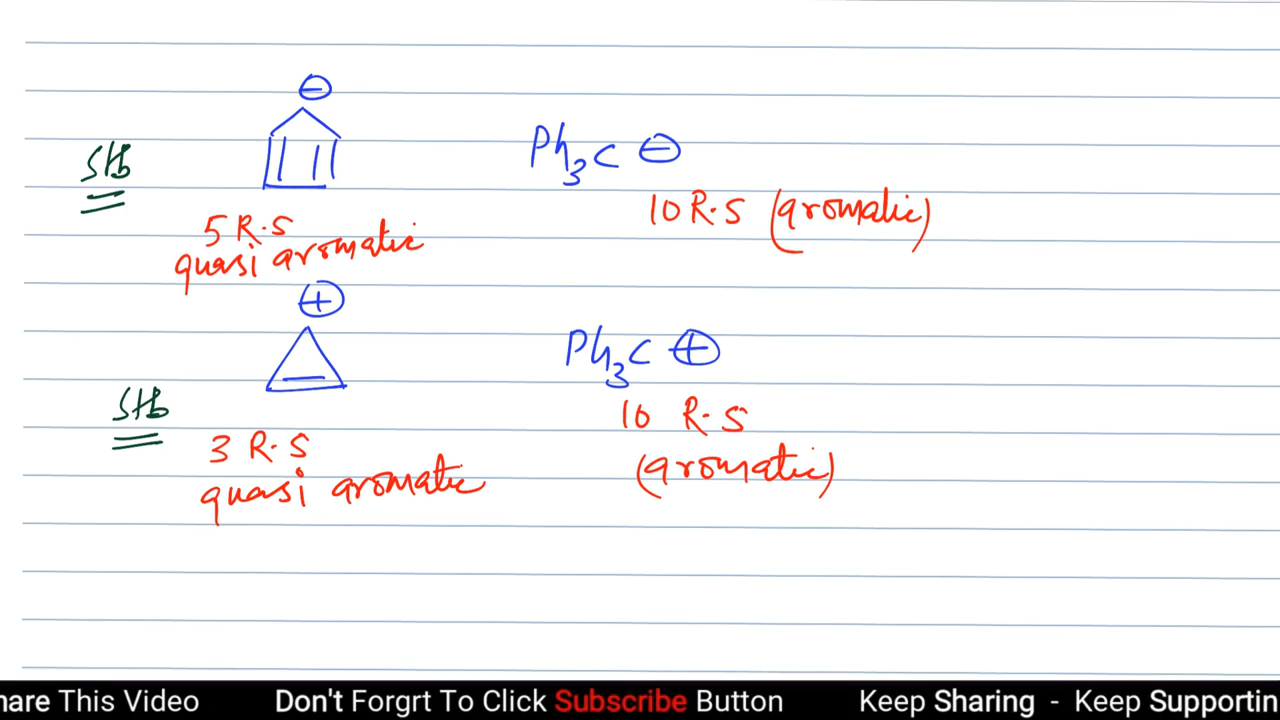 ⊖
Stb
Ph₃C ⊖
5 R.S
quasi aromatic
10 R.S (aromatic)
⊕
Ph₃C ⊕
Stb
3 R.S
quasi aromatic
10 R.S
(aromatic)
hare This Video Don't Forgrt To Click Subscribe Button Keep Sharing - Keep Supportin